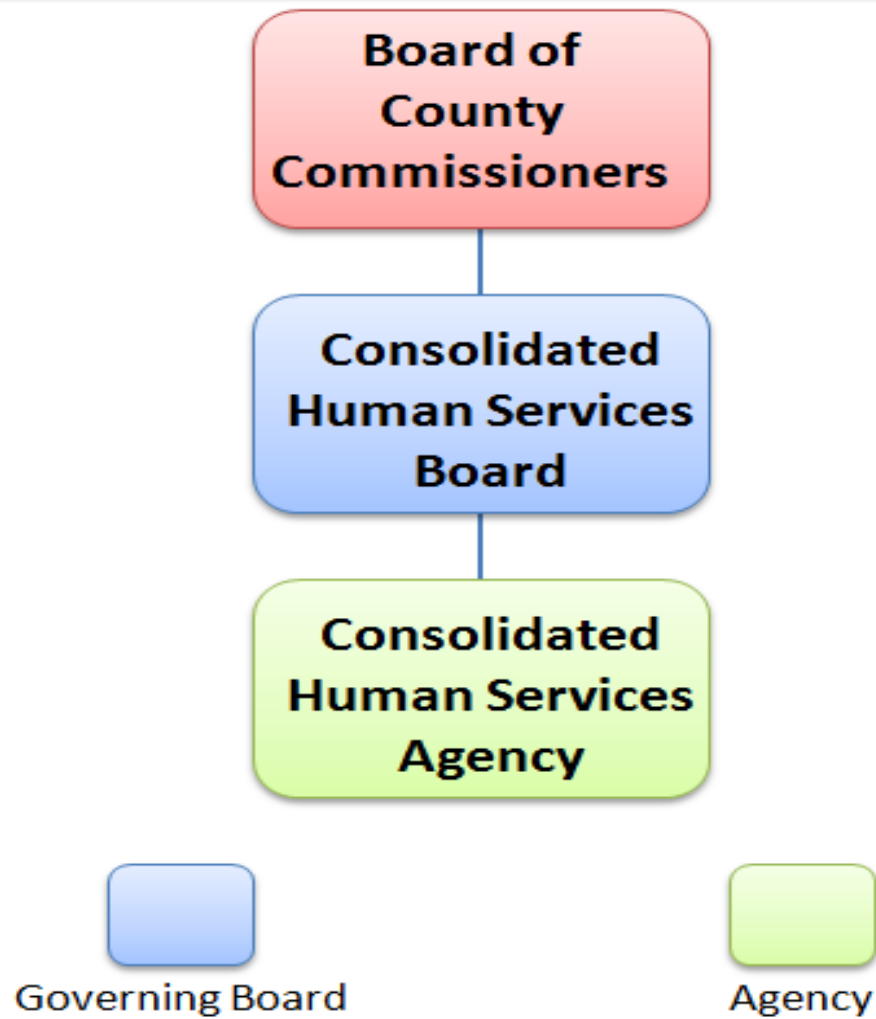 Board of
County
Commissioners
Consolidated
Human Services
Board
Consolidated
Human Services
Agency
Governing Board
Agency